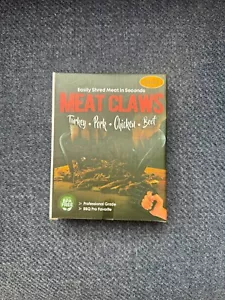 Easily Shred Meat In Seconds
MEAT CLAWS
Turkey • Pork • Chicken • Beef
Professional Grade
BBQ Pro Favorite